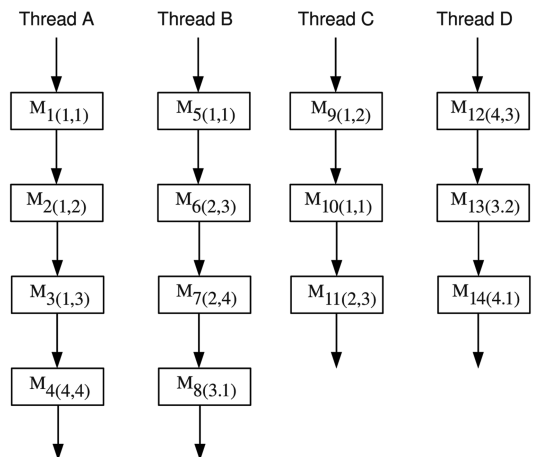 Thread A Thread B Thread C Thread D
M1(1,1) M5(1,1) M9(1,2) M12(4,3)
M2(1,2) M6(2,3) M10(1,1) M13(3.2)
M3(1,3) M7(2,4) M11(2,3) M14(4.1)
M4(4,4) M8(3.1)